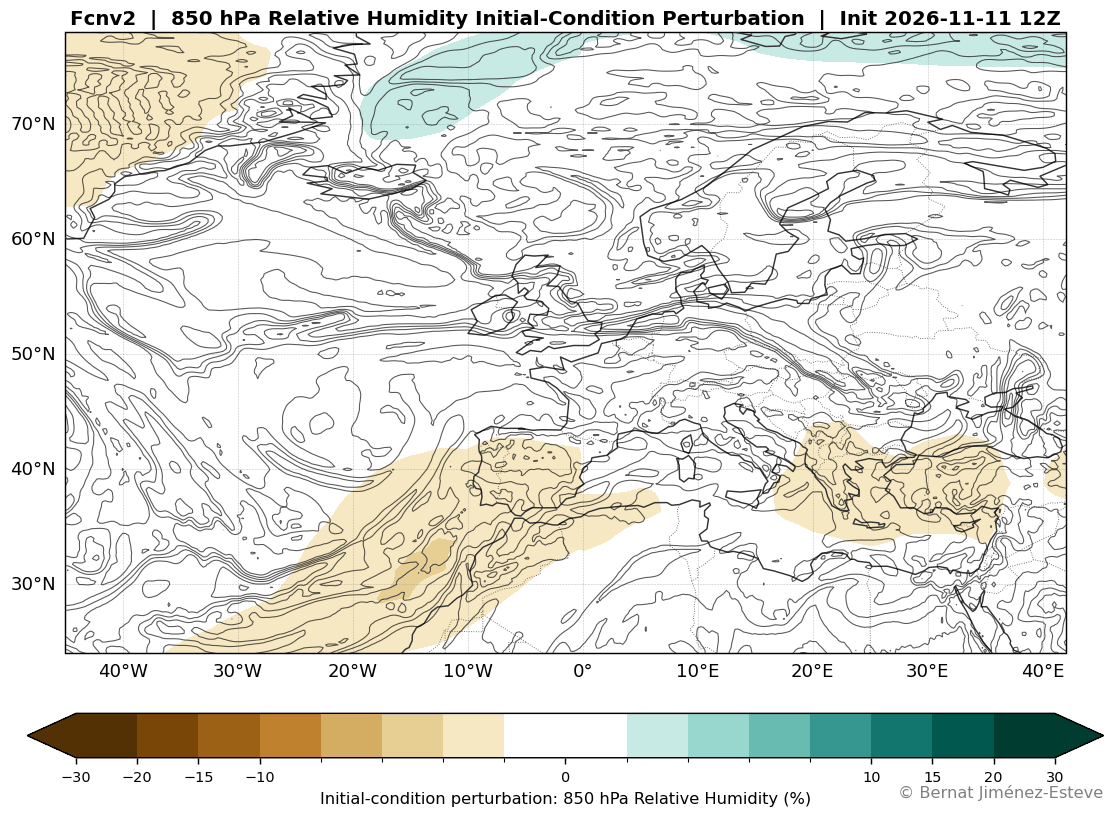 Fcnv2 | 850 hPa Relative Humidity Initial-Condition Perturbation | Init 2026-11-11 12Z
70°N
60°N
50°N
40°N
30°N
40°W 30°W 20°W 10°W 0° 10°E 20°E 30°E 40°E
−30 −20 −15 −10 0 10 15 20 30
Initial-condition perturbation: 850 hPa Relative Humidity (%)
© Bernat Jiménez-Esteve